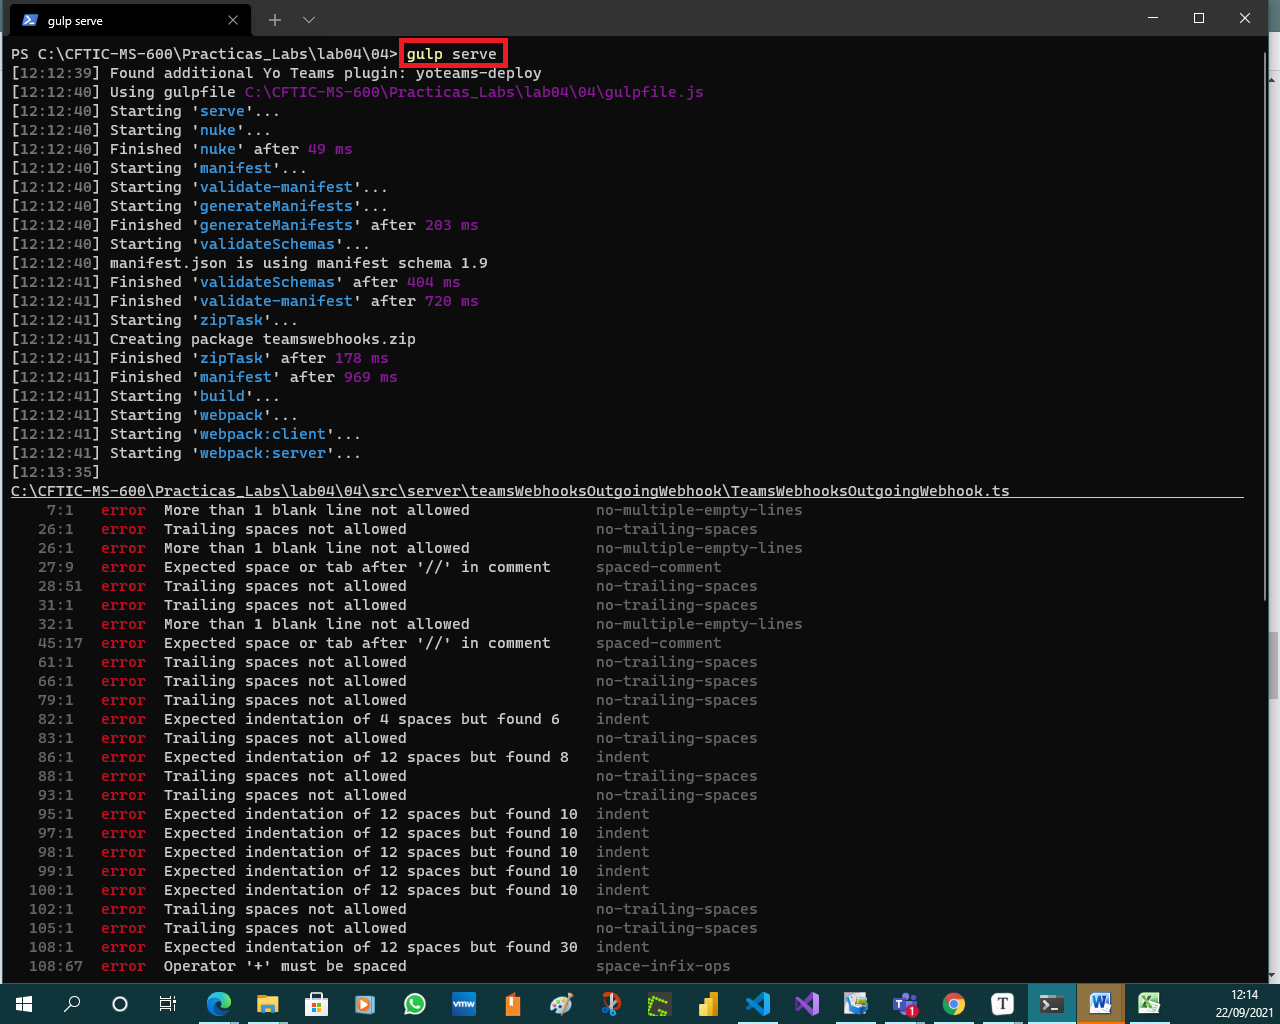 gulp serve
PS C:\CFTIC-MS-600\Practicas_Labs\lab04\04> gulp serve
[12:12:39] Found additional Yo Teams plugin: yoteams-deploy
[12:12:40] Using gulpfile C:\CFTIC-MS-600\Practicas_Labs\lab04\04\gulpfile.js
[12:12:40] Starting 'serve'...
[12:12:40] Starting 'nuke'...
[12:12:40] Finished 'nuke' after 49 ms
[12:12:40] Starting 'manifest'...
[12:12:40] Starting 'validate-manifest'...
[12:12:40] Starting 'generateManifests'...
[12:12:40] Finished 'generateManifests' after 203 ms
[12:12:40] Starting 'validateSchemas'...
[12:12:40] manifest.json is using manifest schema 1.9
[12:12:41] Finished 'validateSchemas' after 404 ms
[12:12:41] Finished 'validate-manifest' after 720 ms
[12:12:41] Starting 'zipTask'...
[12:12:41] Creating package teamswebhooks.zip
[12:12:41] Finished 'zipTask' after 178 ms
[12:12:41] Finished 'manifest' after 969 ms
[12:12:41] Starting 'build'...
[12:12:41] Starting 'webpack'...
[12:12:41] Starting 'webpack:client'...
[12:12:41] Starting 'webpack:server'...
[12:13:35]
C:\CFTIC-MS-600\Practicas_Labs\lab04\04\src\server\teamsWebhooksOutgoingWebhook\TeamsWebhooksOutgoingWebhook.ts
7:1 error More than 1 blank line not allowed no-multiple-empty-lines
26:1 error Trailing spaces not allowed no-trailing-spaces
26:1 error More than 1 blank line not allowed no-multiple-empty-lines
27:9 error Expected space or tab after '//' in comment spaced-comment
28:51 error Trailing spaces not allowed no-trailing-spaces
31:1 error Trailing spaces not allowed no-trailing-spaces
32:1 error More than 1 blank line not allowed no-multiple-empty-lines
45:17 error Expected space or tab after '//' in comment spaced-comment
61:1 error Trailing spaces not allowed no-trailing-spaces
66:1 error Trailing spaces not allowed no-trailing-spaces
79:1 error Trailing spaces not allowed no-trailing-spaces
82:1 error Expected indentation of 4 spaces but found 6 indent
83:1 error Trailing spaces not allowed no-trailing-spaces
86:1 error Expected indentation of 12 spaces but found 8 indent
88:1 error Trailing spaces not allowed no-trailing-spaces
93:1 error Trailing spaces not allowed no-trailing-spaces
95:1 error Expected indentation of 12 spaces but found 10 indent
97:1 error Expected indentation of 12 spaces but found 10 indent
98:1 error Expected indentation of 12 spaces but found 10 indent
99:1 error Expected indentation of 12 spaces but found 10 indent
100:1 error Expected indentation of 12 spaces but found 10 indent
102:1 error Trailing spaces not allowed no-trailing-spaces
105:1 error Trailing spaces not allowed no-trailing-spaces
108:1 error Expected indentation of 12 spaces but found 30 indent
108:67 error Operator '+' must be spaced space-infix-ops
vmw
T
1
12:14
22/09/2021